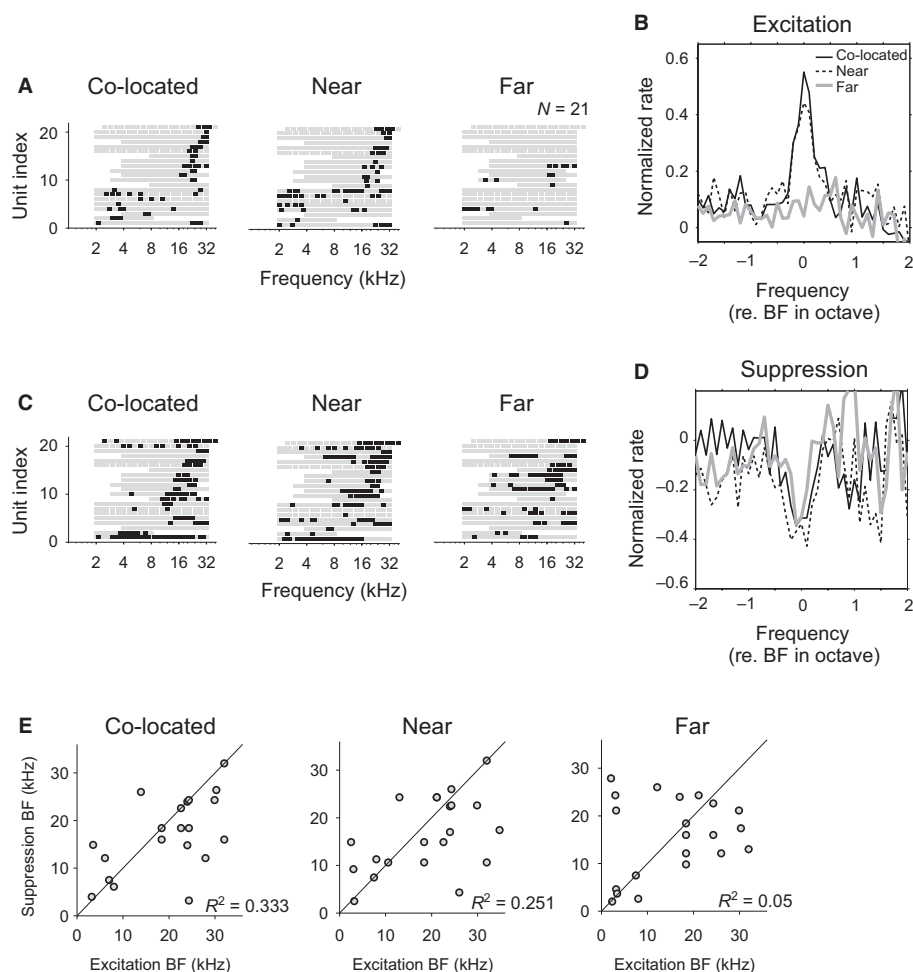 A
Co-located
Near
Far
N = 21
Unit index
20
10
0
2 4 8 16 32
2 4 8 16 32
2 4 8 16 32
Frequency (kHz)
B
Excitation
Co-located
Near
Far
Normalized rate
0.6
0.4
0.2
0
–2 –1 0 1 2
Frequency
(re. BF in octave)
C
Co-located
Near
Far
Unit index
20
10
0
2 4 8 16 32
2 4 8 16 32
2 4 8 16 32
Frequency (kHz)
D
Suppression
Normalized rate
0
–0.2
–0.4
–0.6
–2 –1 0 1 2
Frequency
(re. BF in octave)
E
Co-located
Near
Far
Suppression BF (kHz)
30
20
10
0
R² = 0.333
0 10 20 30
Excitation BF (kHz)
30
20
10
0
R² = 0.251
0 10 20 30
Excitation BF (kHz)
30
20
10
0
R² = 0.05
0 10 20 30
Excitation BF (kHz)